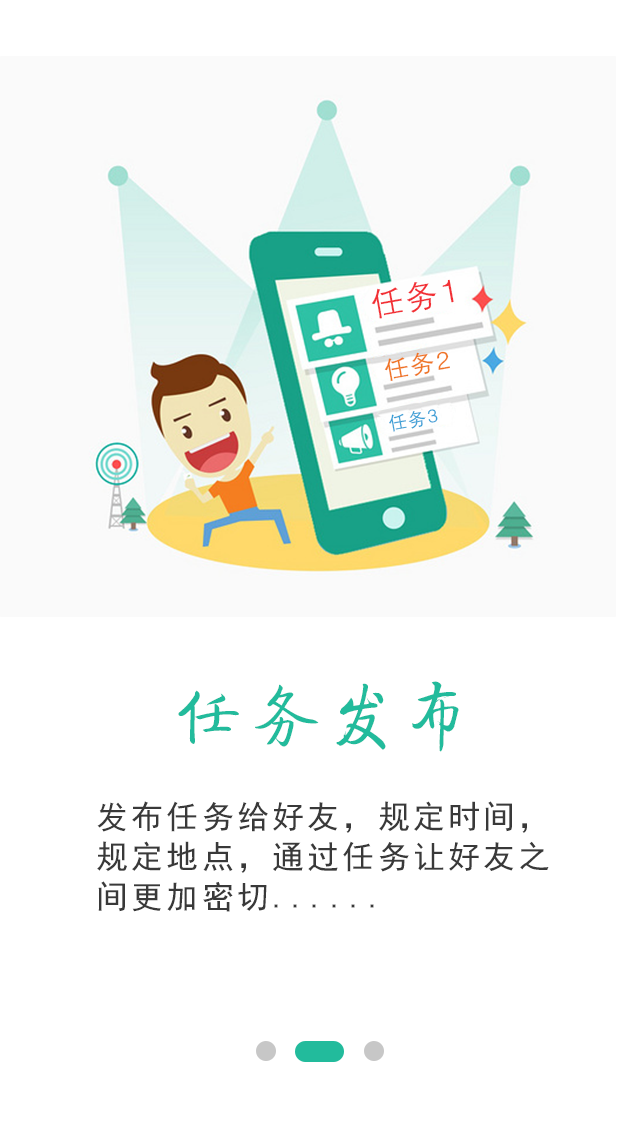 任务1
任务2
任务3
任务发布
发布任务给好友，规定时间，
规定地点，通过任务让好友之
间更加密切......